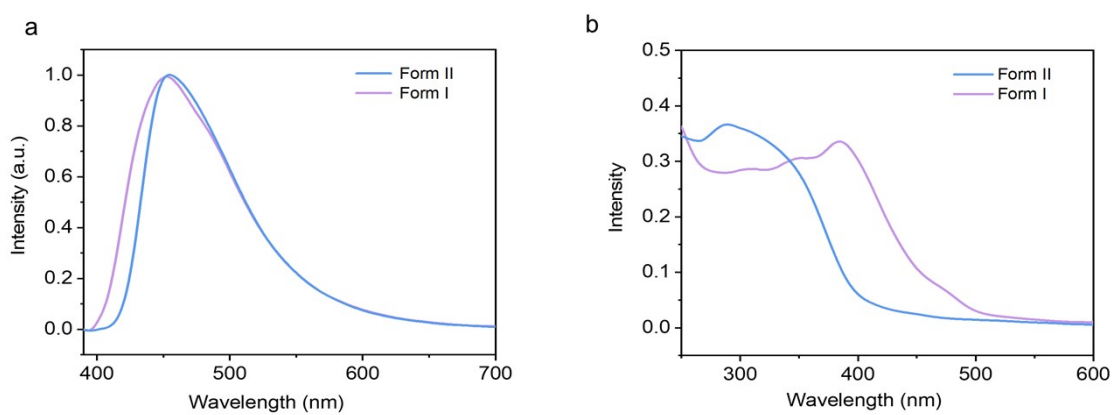 a
Intensity (a.u.)
1.0
0.8
0.6
0.4
0.2
0.0
Form II
Form I
400
500
600
700
Wavelength (nm)
b
Intensity
0.5
0.4
0.3
0.2
0.1
0.0
Form II
Form I
300
400
500
600
Wavelength (nm)